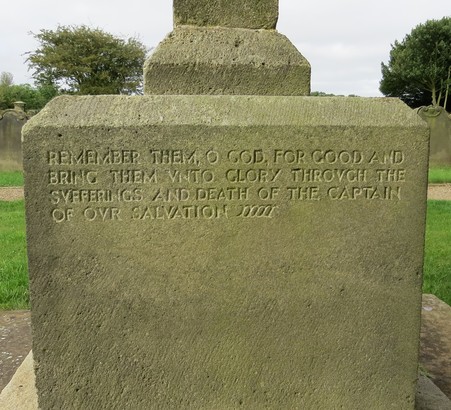 REMEMBER THEM, O GOD, FOR GOOD AND
BRING THEM VNTO GLORY THROVGH THE
SVFFERINGS AND DEATH OF THE CAPTAIN
OF OVR SALVATION